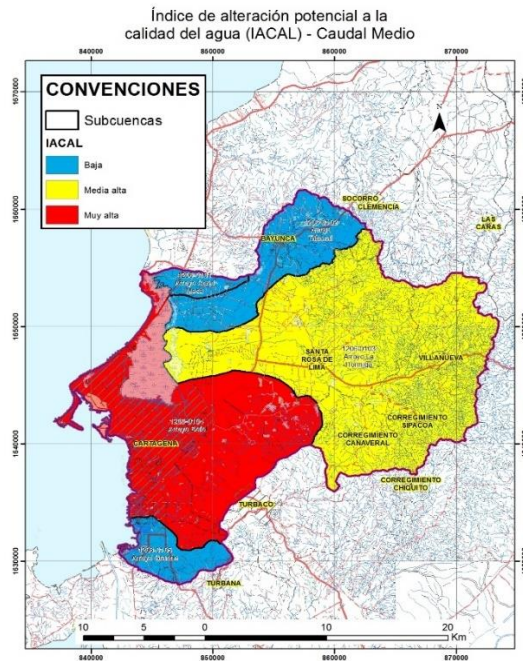 Índice de alteración potencial a la
calidad del agua (IACAL) - Caudal Medio
840000
850000
860000
870000
1670000
CONVENCIONES
Subcuencas
IACAL
Baja
Media alta
Muy alta
N
1660000
SOCORRO
CLEMENCIA
LAS
CARAS
BAYUNCA
1650000
SANTA
ROSA DE
LIMA
VILLANUEVA
CORREGIMIENTO
SIPACOA
1640000
CARTAGENA
CORREGIMIENTO
CAÑAVERAL
CORREGIMIENTO
CHIQUITO
TURBACO
1630000
TURBANA
10 5 0 10 20
Km
840000
850000
860000
870000